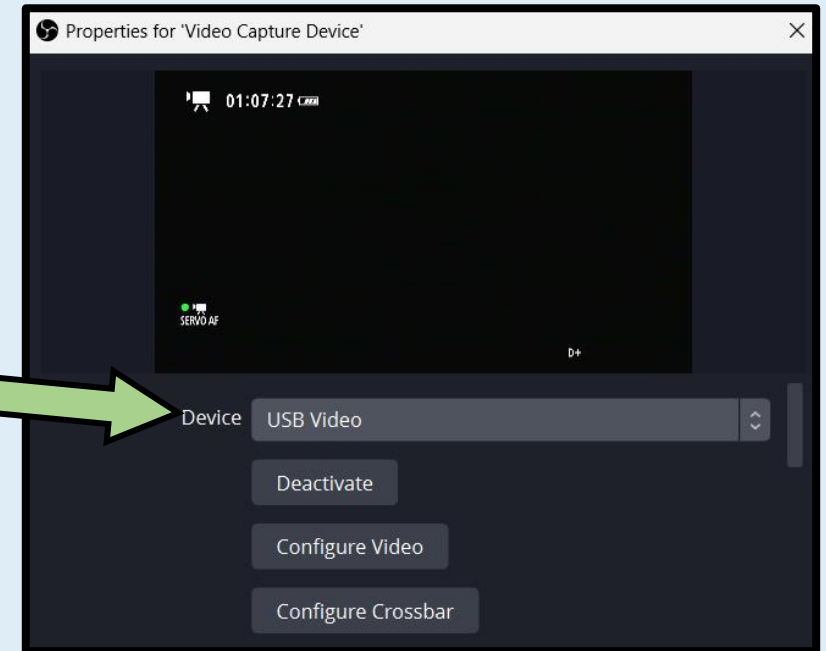 Properties for 'Video Capture Device'
01:07:27
SERVO AF
D+
Device USB Video
Deactivate
Configure Video
Configure Crossbar